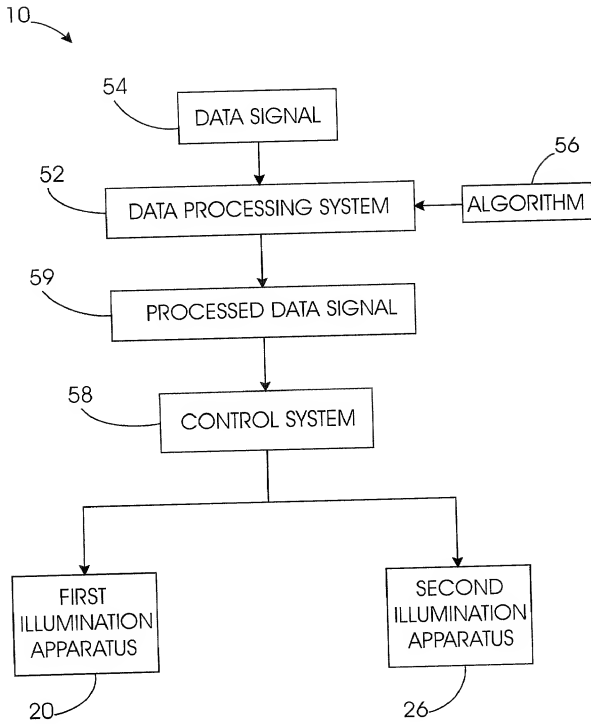 10
54
DATA SIGNAL
56
52
DATA PROCESSING SYSTEM
ALGORITHM
59
PROCESSED DATA SIGNAL
58
CONTROL SYSTEM
FIRST
ILLUMINATION
APPARATUS
SECOND
ILLUMINATION
APPARATUS
20
26